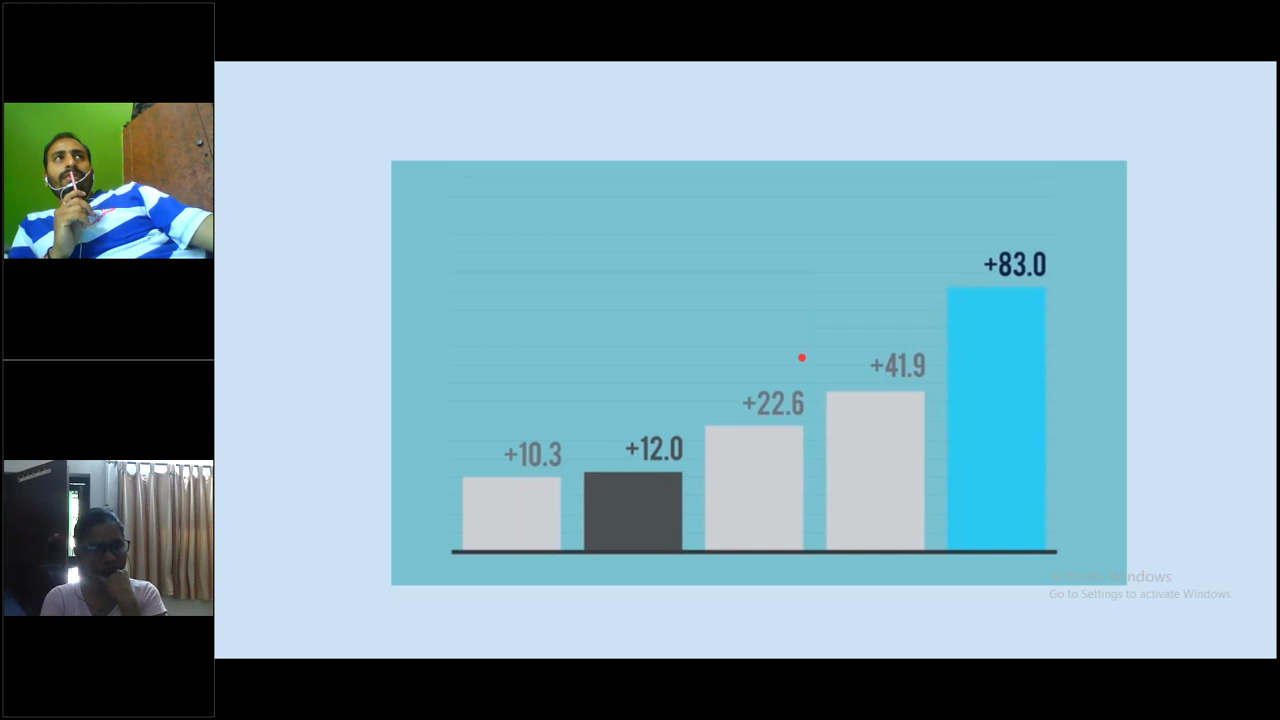 +83.0
+41.9
+22.6
+12.0
+10.3
Activate Windows
Go to Settings to activate Windows.